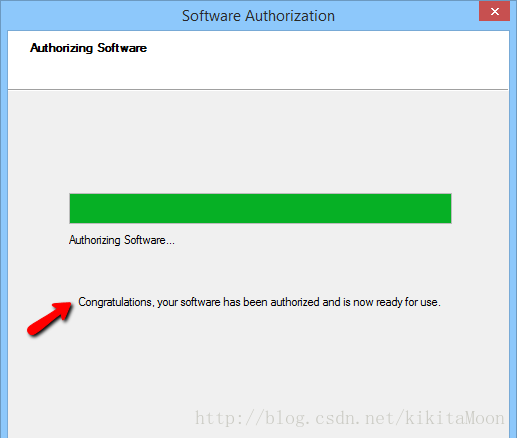 Software Authorization
Authorizing Software
Authorizing Software...
Congratulations, your software has been authorized and is now ready for use.
http://blog.csdn.net/kikitaMoon